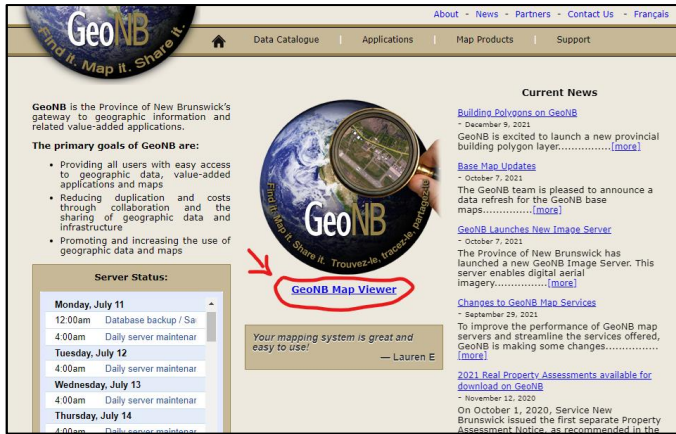 About - News - Partners - Contact Us - Français
GeoNB
Find it. Map it. Share it.
Data Catalogue | Applications | Map Products | Support
GeoNB is the Province of New Brunswick's
gateway to geographic information and
related value-added applications.
The primary goals of GeoNB are:
• Providing all users with easy access
to geographic data, value-added
applications and maps
• Reducing duplication and costs
through collaboration and the
sharing of geographic data and
infrastructure
• Promoting and increasing the use of
geographic data and maps
Server Status:
Monday, July 11
12:00am Database backup / Sa
4:00am Daily server maintenar
Tuesday, July 12
4:00am Daily server maintenar
Wednesday, July 13
4:00am Daily server maintenar
Thursday, July 14
4:00am Daily server maintenar
GeoNB
Find it. Map it. Share it. Trouvez-le, tracez-le, partagez-le
GeoNB Map Viewer
Your mapping system is great and
easy to use!
— Lauren E
Current News
Building Polygons on GeoNB
- December 9, 2021
GeoNB is excited to launch a new provincial
building polygon layer................[more]
Base Map Updates
- October 7, 2021
The GeoNB team is pleased to announce a
data refresh for the GeoNB base
maps...............[more]
GeoNB Launches New Image Server
- October 7, 2021
The Province of New Brunswick has
launched a new GeoNB Image Server. This
server enables digital aerial
imagery................[more]
Changes to GeoNB Map Services
- September 29, 2021
To improve the performance of GeoNB map
servers and streamline the services offered,
GeoNB is making some changes................
[more]
2021 Real Property Assessments available for
download on GeoNB
- November 12, 2020
On October 1, 2020, Service New
Brunswick issued the first separate Property
Assessment Notice, as recommended in the